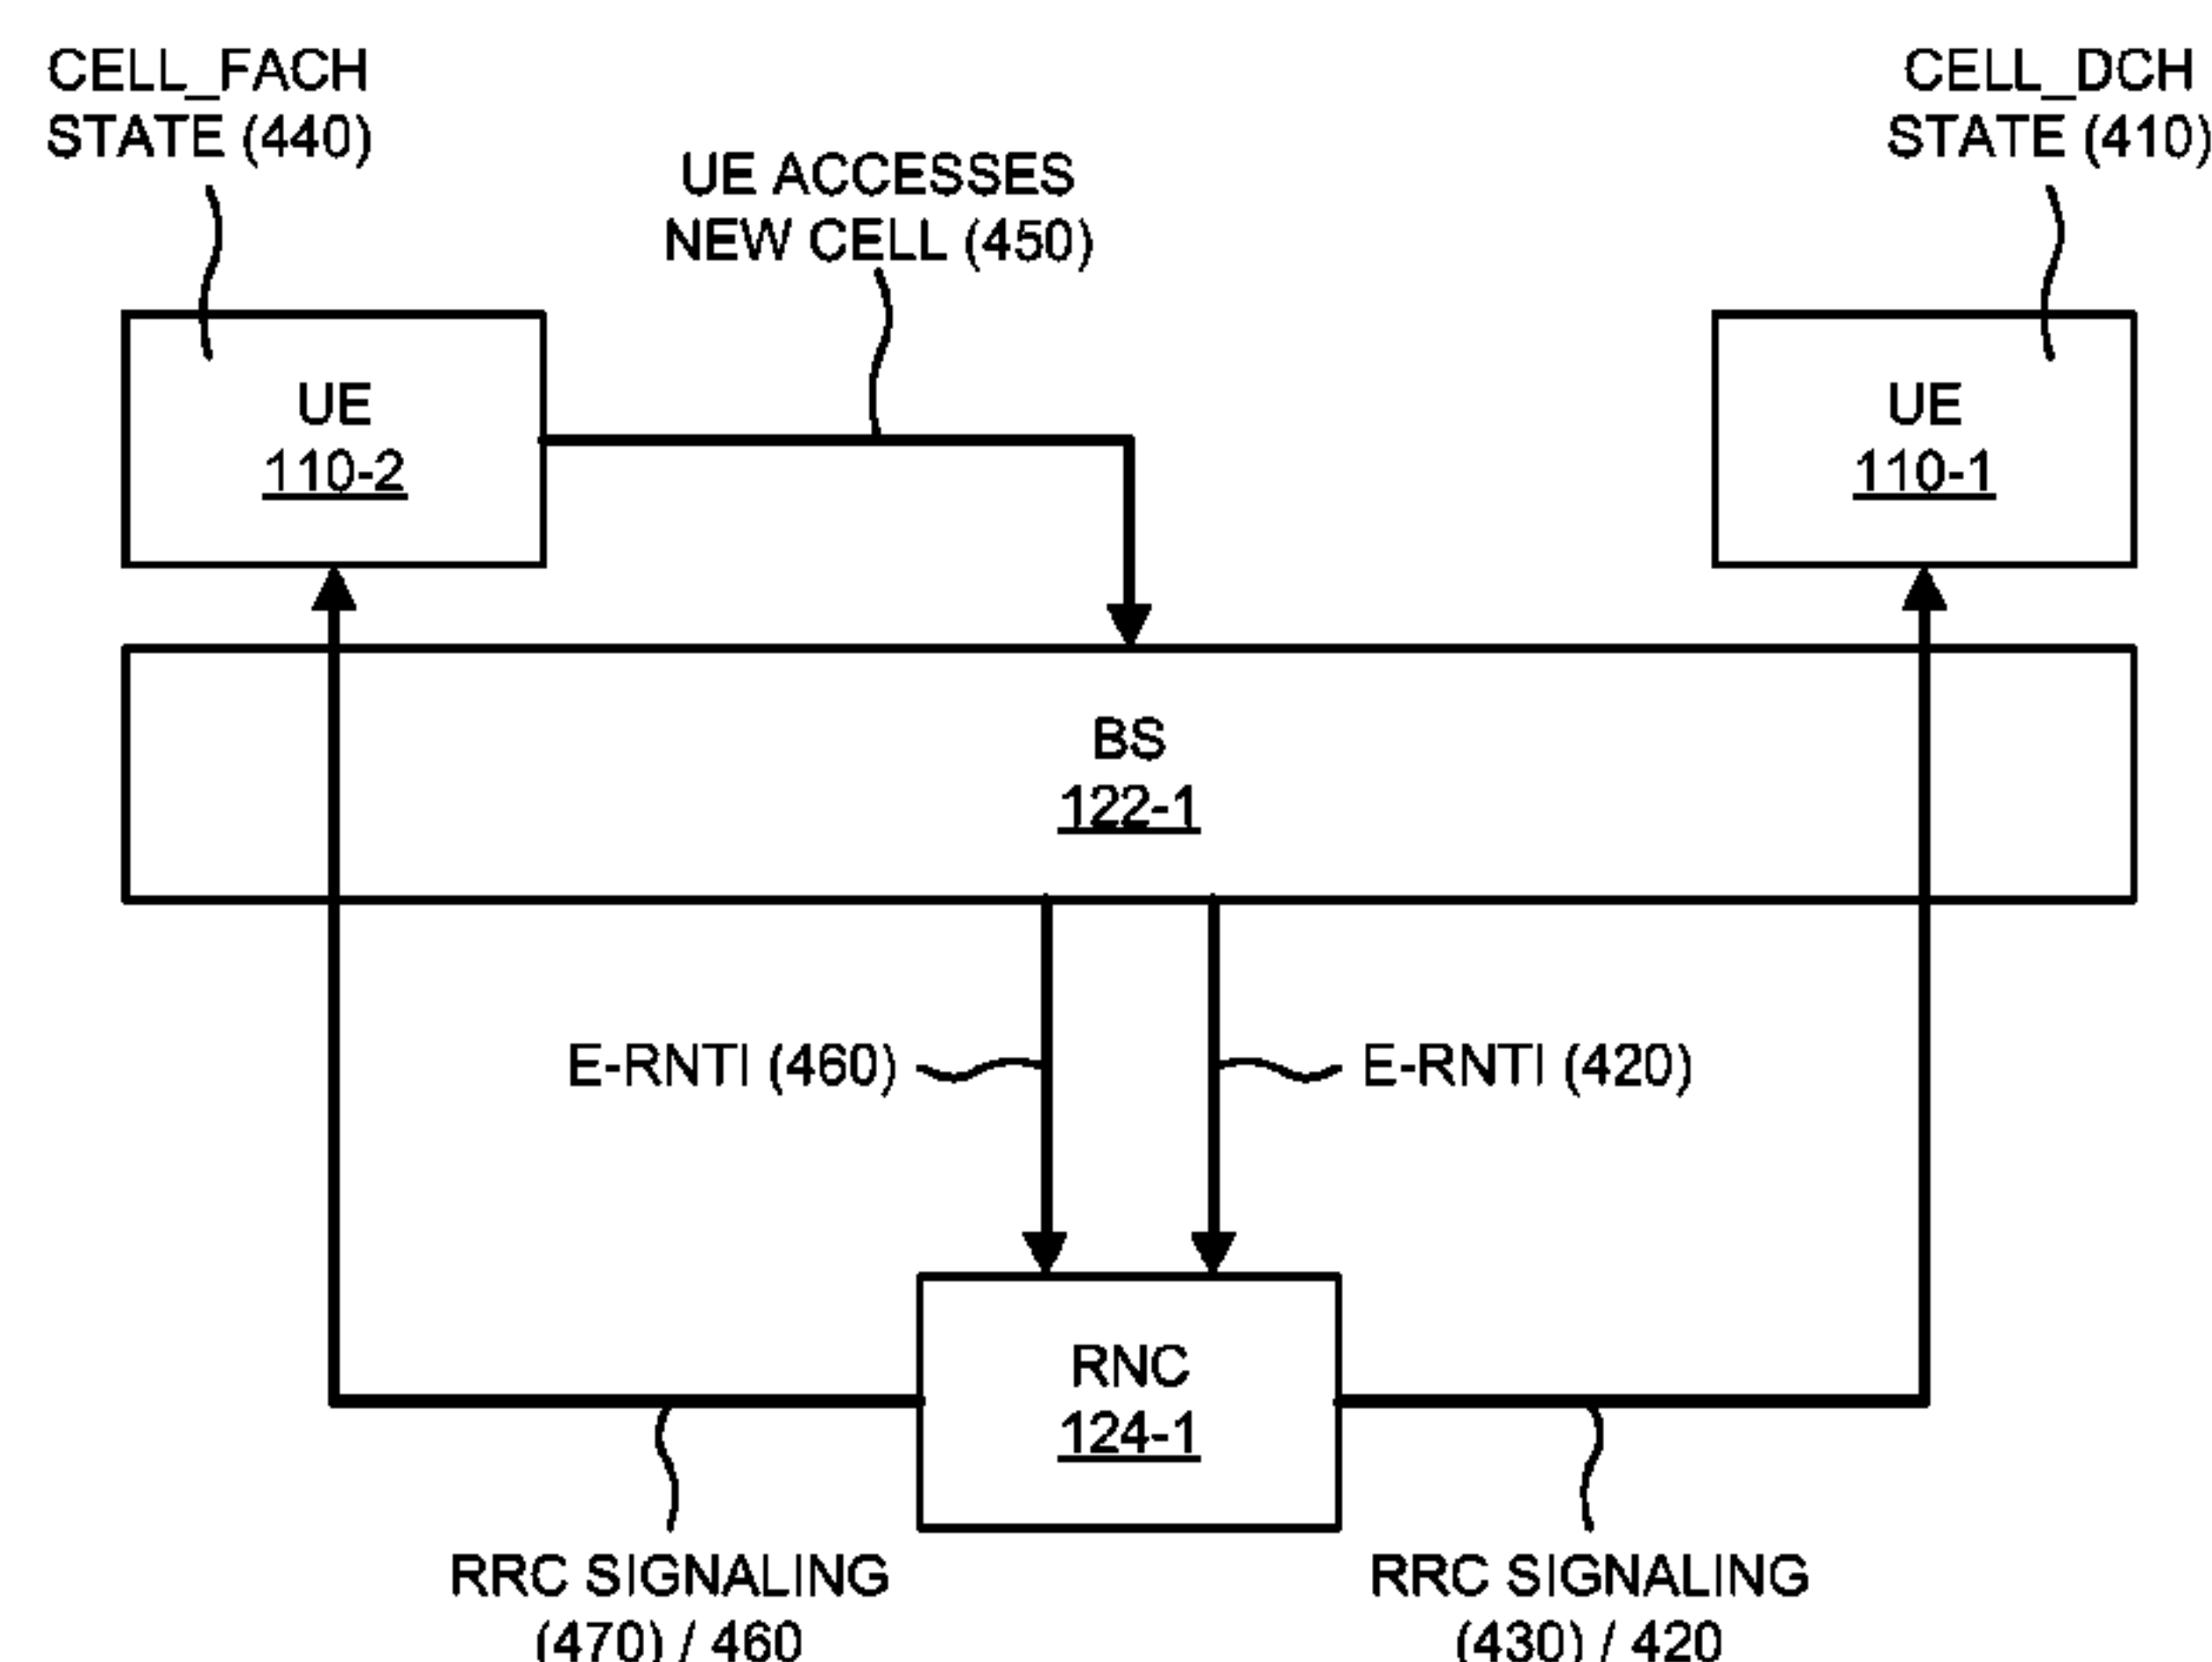 CELL_FACH
STATE (440)
CELL_DCH
STATE (410)
UE ACCESSES
NEW CELL (450)
UE
110-2
UE
110-1
BS
122-1
E-RNTI (460)
E-RNTI (420)
RNC
124-1
RRC SIGNALING
(470) / 460
RRC SIGNALING
(430) / 420